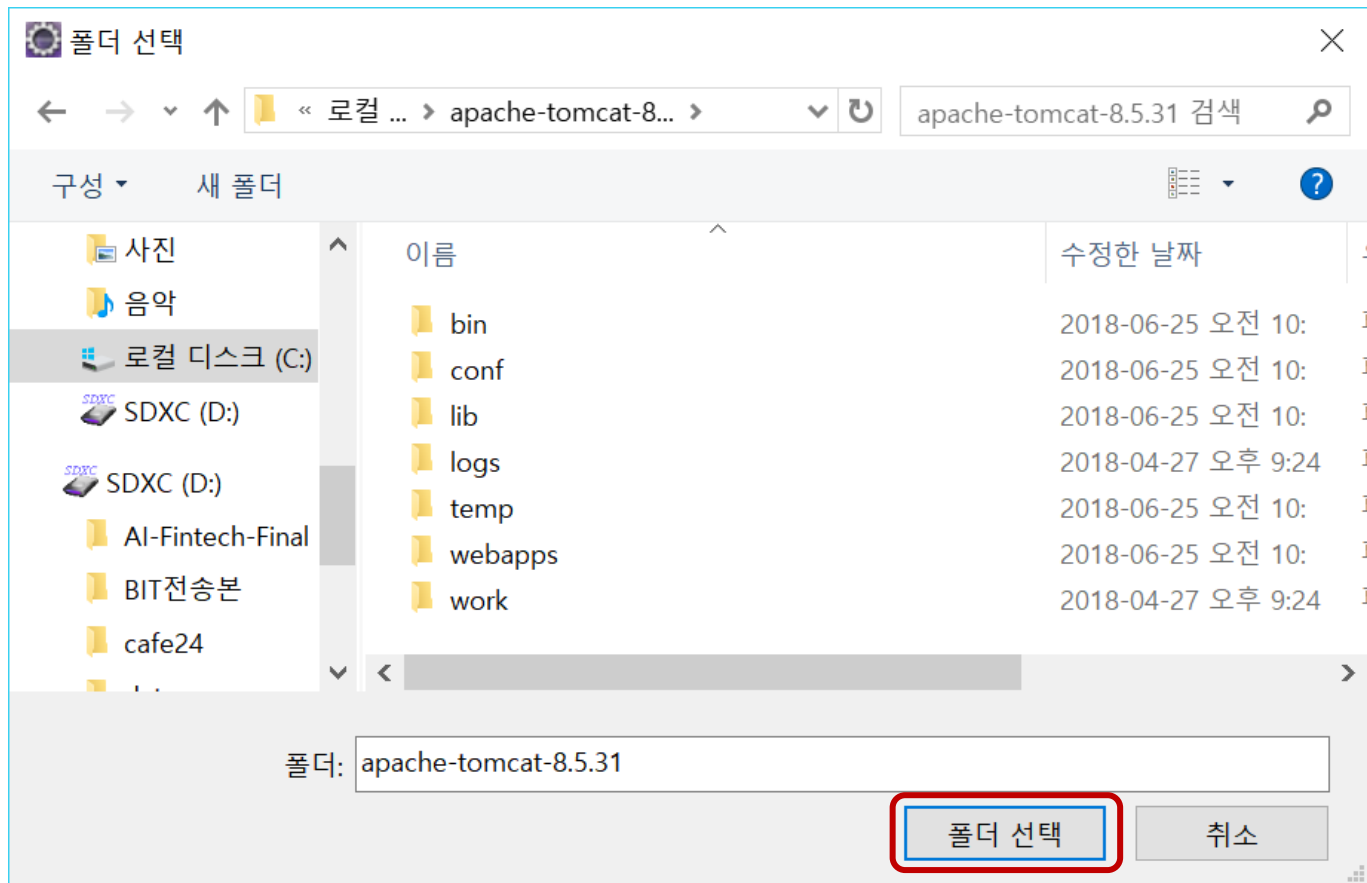 폴더 선택
« 로컬 ... > apache-tomcat-8... >
apache-tomcat-8.5.31 검색
구성
새 폴더
사진
음악
로컬 디스크 (C:)
SDXC (D:)
SDXC (D:)
AI-Fintech-Final
BIT전송본
cafe24
이름 수정한 날짜
bin 2018-06-25 오전 10:
conf 2018-06-25 오전 10:
lib 2018-06-25 오전 10:
logs 2018-04-27 오후 9:24
temp 2018-06-25 오전 10:
webapps 2018-06-25 오전 10:
work 2018-04-27 오후 9:24
폴더: apache-tomcat-8.5.31
폴더 선택
취소